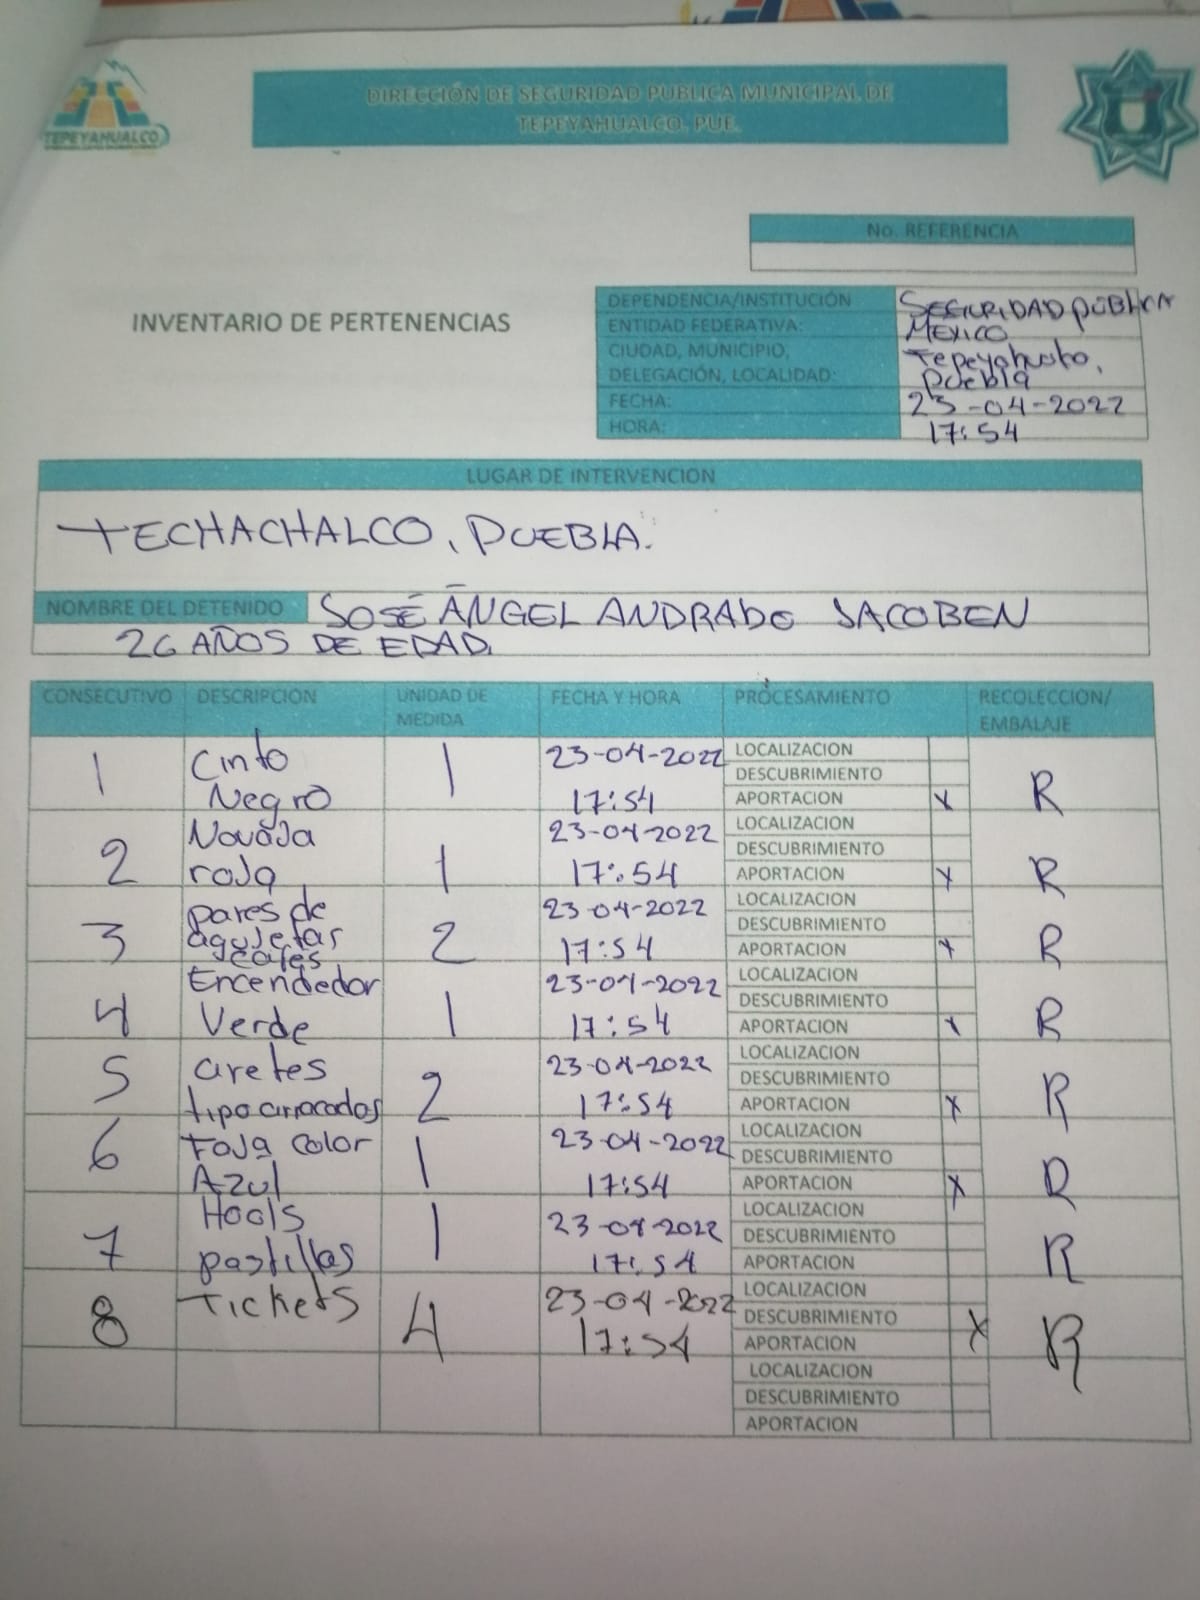 TEPEYAHUALCO
DIRECCIÓN DE SEGURIDAD PUBLICA MUNICIPAL DE
TEPEYAHUALCO, PUE.
No. REFERENCIA
INVENTARIO DE PERTENENCIAS
DEPENDENCIA/INSTITUCIÓN SEGURIDAD PÚBLICA
ENTIDAD FEDERATIVA: MEXICO
CIUDAD, MUNICIPIO,
DELEGACIÓN, LOCALIDAD: Puebla
FECHA: 23-04-2022
HORA: 17:54
LUGAR DE INTERVENCION
TECHACHALCO, PUEBLA.
NOMBRE DEL DETENIDO JOSÉ ÁNGEL ANDRADE JACOBEN
26 AÑOS DE EDAD.
CONSECUTIVO DESCRIPCION UNIDAD DE MEDIDA FECHA Y HORA PROCESAMIENTO RECOLECCION/ EMBALAJE
1 Cinto Negro 1 23-04-2022 17:54 LOCALIZACION
DESCUBRIMIENTO
APORTACION X R
2 Navaja roja 1 23-04-2022 17:54 LOCALIZACION
DESCUBRIMIENTO
APORTACION X R
3 pares de agujetas cafes 2 23-04-2022 17:54 LOCALIZACION
DESCUBRIMIENTO
APORTACION X R
4 Encendedor Verde 1 23-04-2022 17:54 LOCALIZACION
DESCUBRIMIENTO
APORTACION X R
5 aretes tipo arracadas 2 23-04-2022 17:54 LOCALIZACION
DESCUBRIMIENTO
APORTACION X R
6 Faja color Azul 1 23-04-2022 17:54 LOCALIZACION
DESCUBRIMIENTO
APORTACION X R
7 Hools pastillas 1 23-04-2022 17:54 LOCALIZACION
DESCUBRIMIENTO
APORTACION R
8 Tickets 4 23-04-2022 17:54 LOCALIZACION
DESCUBRIMIENTO X
APORTACION R
LOCALIZACION
DESCUBRIMIENTO
APORTACION